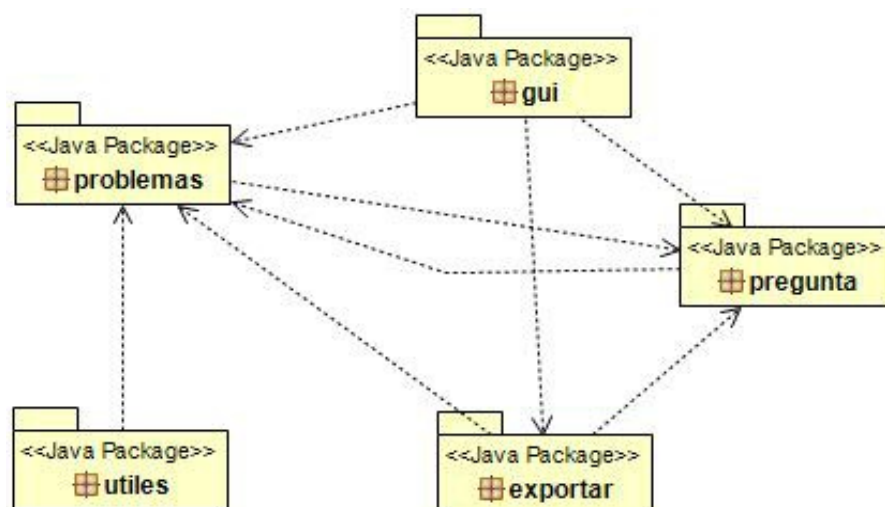 <<Java Package>>
gui
<<Java Package>>
problemas
<<Java Package>>
pregunta
<<Java Package>>
utiles
<<Java Package>>
exportar